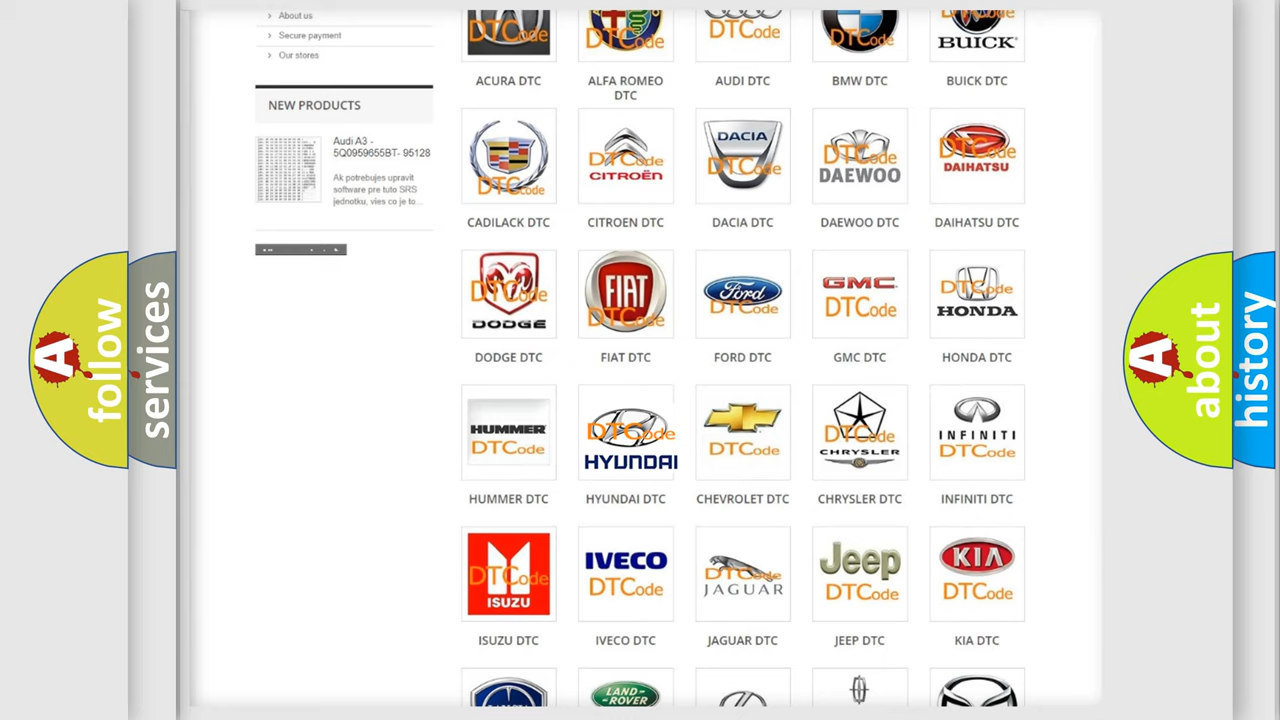 About us
Secure payment
Our stores
NEW PRODUCTS
Audi A3 -
5Q0959655BT- 95128
Ak potrebujes upravit
software pre tuto SRS
jednotku, vies co je to...
DTCode
DTCode
DTCode
DTCode
BUICK
ACURA DTC
ALFA ROMEO
DTC
AUDI DTC
BMW DTC
BUICK DTC
DTCode
DTCode
CITROËN
DACIA
DTCode
DTCode
DAEWOO
DTCode
DAIHATSU
CADILACK DTC
CITROEN DTC
DACIA DTC
DAEWOO DTC
DAIHATSU DTC
DTCode
DODGE
FIAT
DTCode
Ford
DTCode
GMC
DTCode
DTCode
HONDA
DODGE DTC
FIAT DTC
FORD DTC
GMC DTC
HONDA DTC
HUMMER
DTCode
DTCode
HYUNDAI
DTCode
DTCode
CHRYSLER
INFINITI
DTCode
HUMMER DTC
HYUNDAI DTC
CHEVROLET DTC
CHRYSLER DTC
INFINITI DTC
DTCode
ISUZU
IVECO
DTCode
DTCode
JAGUAR
Jeep
DTCode
KIA
DTCode
ISUZU DTC
IVECO DTC
JAGUAR DTC
JEEP DTC
KIA DTC
LAND-
ROVER
A
follow
services
A
about
history